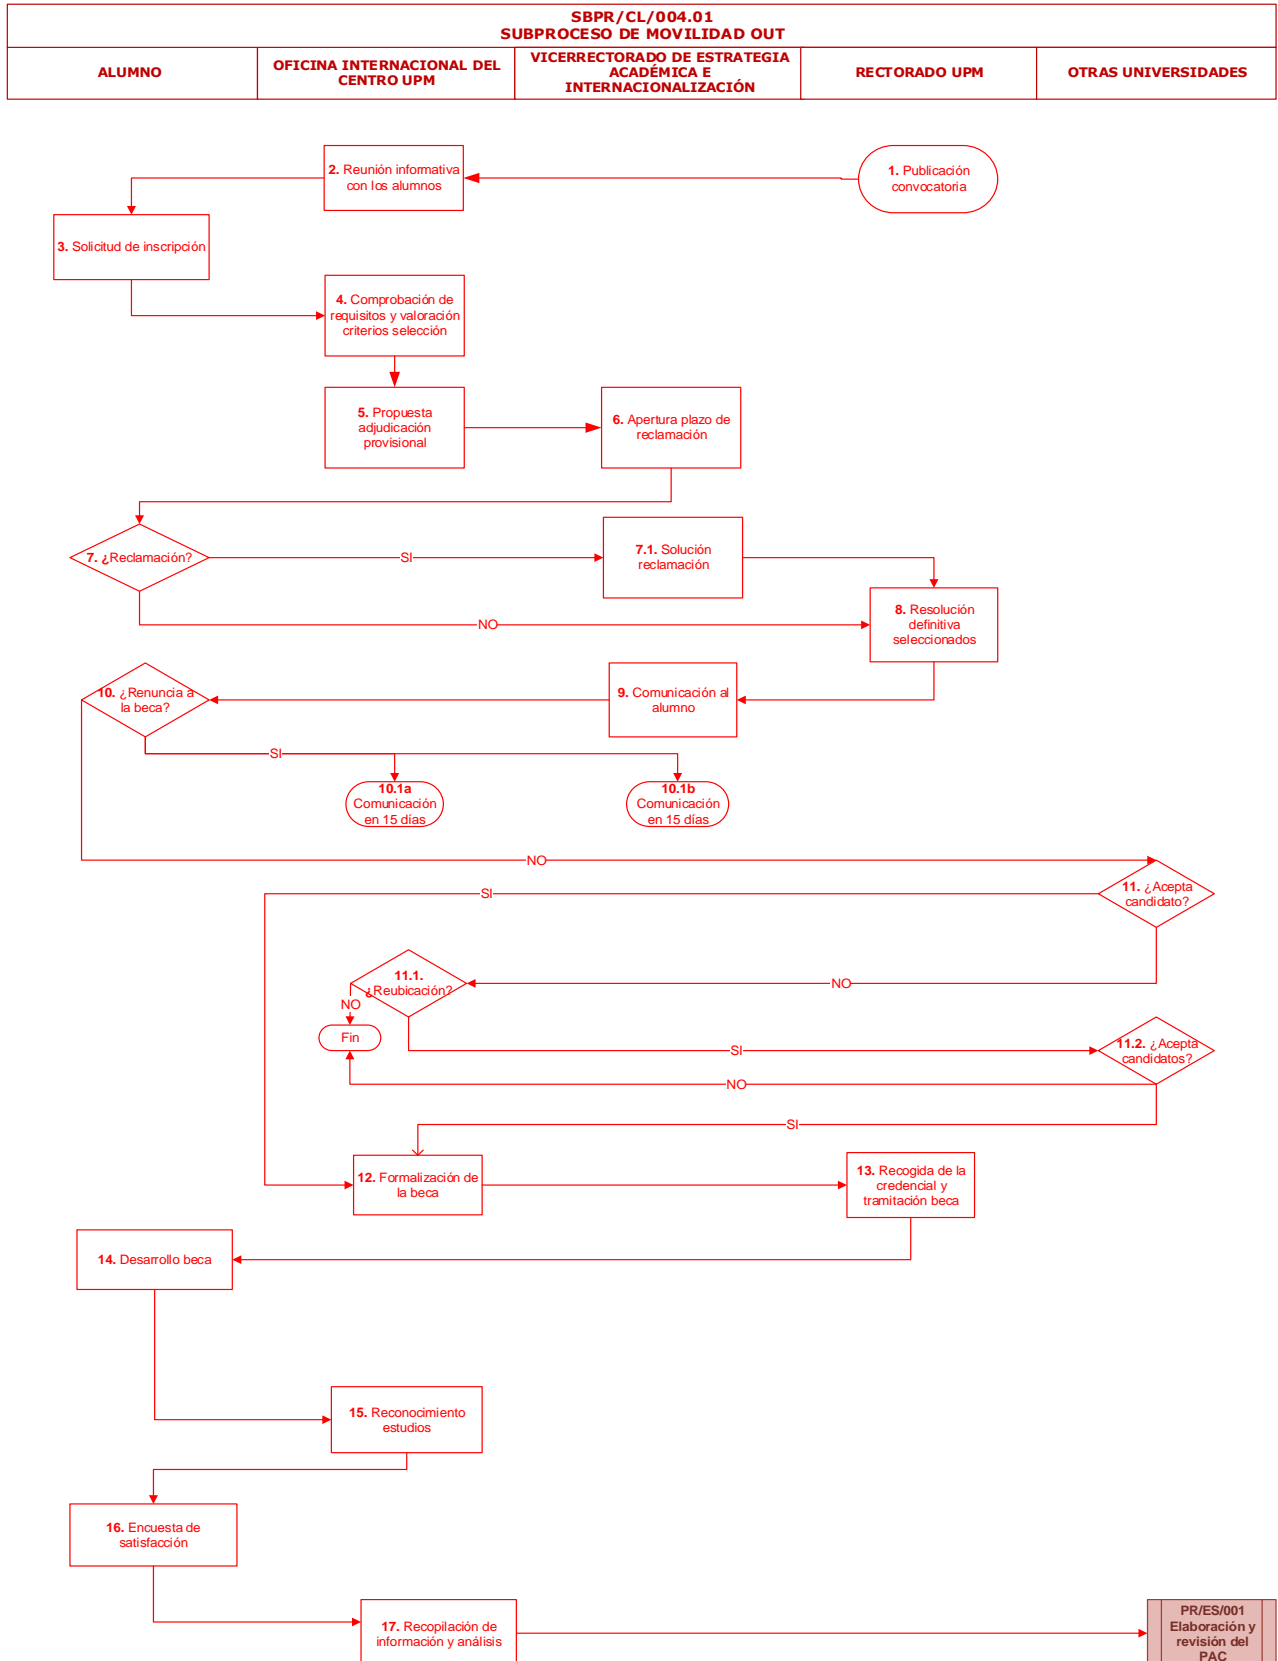 SBPR/CL/004.01
SUBPROCESO DE MOVILIDAD OUT
ALUMNO
OFICINA INTERNACIONAL DEL
CENTRO UPM
VICERRECTORADO DE ESTRATEGIA
ACADÉMICA E
INTERNACIONALIZACIÓN
RECTORADO UPM
OTRAS UNIVERSIDADES
1. Publicación
convocatoria
2. Reunión informativa
con los alumnos
3. Solicitud de inscripción
4. Comprobación de
requisitos y valoración
criterios selección
5. Propuesta
adjudicación
provisional
6. Apertura plazo de
reclamación
7. ¿Reclamación?
SI
7.1. Solución
reclamación
NO
8. Resolución
definitiva
seleccionados
9. Comunicación al
alumno
10. ¿Renuncia a
la beca?
SI
10.1a
Comunicación
en 15 días
10.1b
Comunicación
en 15 días
NO
11. ¿Acepta
candidato?
SI
NO
11.1.
¿Reubicación?
NO
Fin
SI
11.2. ¿Acepta
candidatos?
NO
SI
12. Formalización de
la beca
13. Recogida de la
credencial y
tramitación beca
14. Desarrollo beca
15. Reconocimiento
estudios
16. Encuesta de
satisfacción
17. Recopilación de
información y análisis
PR/ES/001
Elaboración y
revisión del
PAC